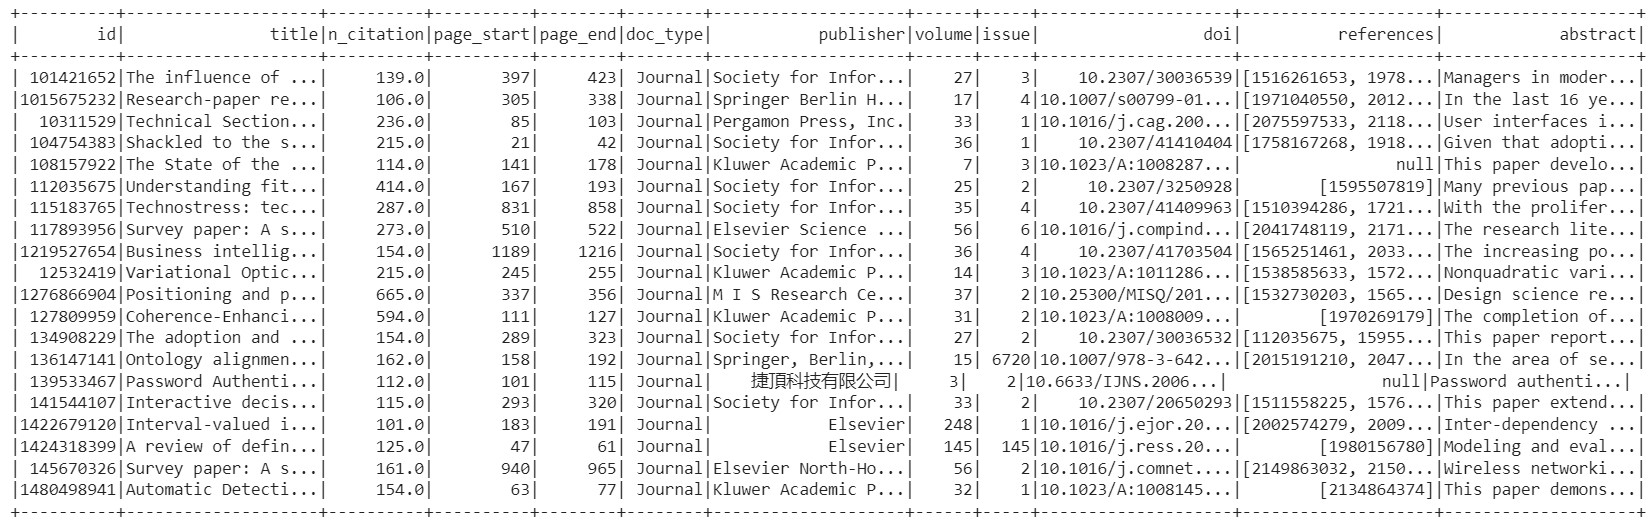 +----------+--------------------+----------+----------+--------+--------+--------------------+------+-----+--------------------+--------------------+--------------------+
|        id|               title|n_citation|page_start|page_end|doc_type|           publisher|volume|issue|                 doi|          references|            abstract|
+----------+--------------------+----------+----------+--------+--------+--------------------+------+-----+--------------------+--------------------+--------------------+
| 101421652|The influence of ...|     139.0|       397|     423| Journal|Society for Infor...|    27|    3|    10.2307/30036539|[1516261653, 1978...|Managers in moder...|
|1015675232|Research-paper re...|     106.0|       305|     338| Journal|Springer Berlin H...|    17|    4|10.1007/s00799-01...|[1971040550, 2012...|In the last 16 ye...|
|  10311529|Technical Section...|     236.0|        85|     103| Journal|Pergamon Press, Inc.|    33|    1|10.1016/j.cag.200...|[2075597533, 2118...|User interfaces i...|
| 104754383|Shackled to the s...|     215.0|        21|      42| Journal|Society for Infor...|    36|    1|    10.2307/41410404|[1758167268, 1918...|Given that adopti...|
| 108157922|The State of the ...|     114.0|       141|     178| Journal|Kluwer Academic P...|     7|    3|10.1023/A:1008287...|                null|This paper develo...|
| 112035675|Understanding fit...|     414.0|       167|     193| Journal|Society for Infor...|    25|    2|     10.2307/3250928|        [1595507819]|Many previous pap...|
| 115183765|Technostress: tec...|     287.0|       831|     858| Journal|Society for Infor...|    35|    4|    10.2307/41409963|[1510394286, 1721...|With the prolifer...|
| 117893956|Survey paper: A s...|     273.0|       510|     522| Journal|Elsevier Science ...|    56|    6|10.1016/j.compind...|[2041748119, 2171...|The research lite...|
|1219527654|Business intellig...|     154.0|      1189|    1216| Journal|Society for Infor...|    36|    4|    10.2307/41703504|[1565251461, 2033...|The increasing po...|
|  12532419|Variational Optic...|     215.0|       245|     255| Journal|Kluwer Academic P...|    14|    3|10.1023/A:1011286...|[1538585633, 1572...|Nonquadratic vari...|
|1276866904|Positioning and p...|     665.0|       337|     356| Journal|M I S Research Ce...|    37|    2|10.25300/MISQ/201...|[1532730203, 1565...|Design science re...|
| 127809959|Coherence-Enhanci...|     594.0|       111|     127| Journal|Kluwer Academic P...|    31|    2|10.1023/A:1008009...|        [1970269179]|The completion of...|
| 134908229|The adoption and ...|     154.0|       289|     323| Journal|Society for Infor...|    27|    2|    10.2307/30036532|[112035675, 15955...|This paper report...|
| 136147141|Ontology alignmen...|     162.0|       158|     192| Journal|Springer, Berlin,...|    15| 6720|10.1007/978-3-642...|[2015191210, 2047...|In the area of se...|
| 139533467|Password Authenti...|     112.0|       101|     115| Journal|    捷頂科技有限公司|     3|    2|10.6633/IJNS.2006...|                null|Password authenti...|
| 141544107|Interactive decis...|     115.0|       293|     320| Journal|Society for Infor...|    33|    2|    10.2307/20650293|[1511558225, 1576...|This paper extend...|
|1422679120|Interval-valued i...|     101.0|       183|     191| Journal|            Elsevier|   248|    1|10.1016/j.ejor.20...|[2002574279, 2009...|Inter-dependency ...|
|1424318399|A review of defin...|     125.0|        47|      61| Journal|            Elsevier|   145|  145|10.1016/j.ress.20...|        [1980156780]|Modeling and eval...|
| 145670326|Survey paper: A s...|     161.0|       940|     965| Journal|Elsevier North-Ho...|    56|    2|10.1016/j.comnet....|[2149863032, 2150...|Wireless networki...|
|1480498941|Automatic Detecti...|     154.0|        63|      77| Journal|Kluwer Academic P...|    32|    1|10.1023/A:1008145...|        [2134864374]|This paper demons...|
+----------+--------------------+----------+----------+--------+--------+--------------------+------+-----+--------------------+--------------------+--------------------+